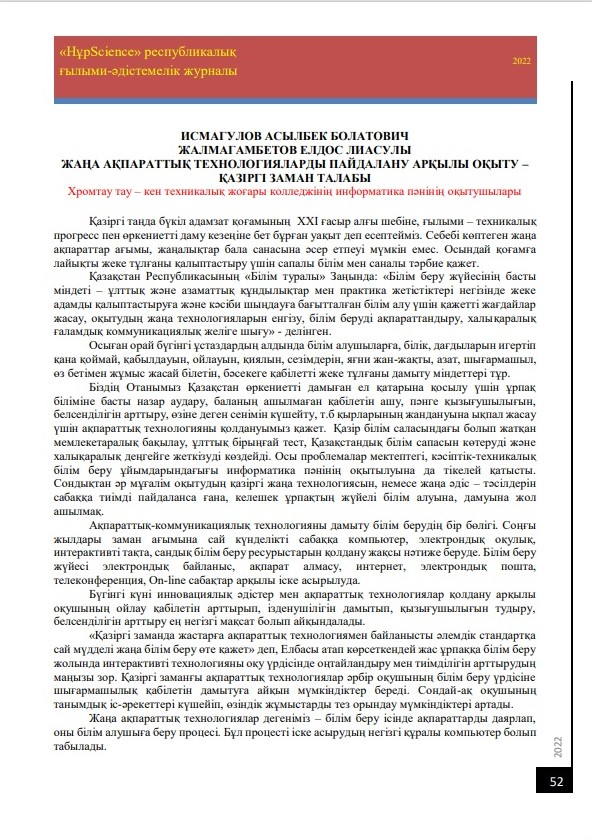 «НұрScience» республикалық
ғылыми-әдістемелік журналы
2022
ИСМАГУЛОВ АСЫЛБЕК БОЛАТОВИЧ
ЖАЛМАГАМБЕТОВ ЕЛДОС ЛИАСУЛЫ
ЖАҢА АҚПАРАТТЫҚ ТЕХНОЛОГИЯЛАРДЫ ПАЙДАЛАНУ АРҚЫЛЫ ОҚЫТУ –
ҚАЗІРГІ ЗАМАН ТАЛАБЫ
Хромтау тау – кен техникалық жоғары колледжінің информатика пәнінің оқытушылары
Қазіргі таңда бүкіл адамзат қоғамының XXI ғасыр алғы шебіне, ғылыми – техникалық
прогресс пен өркениетті даму кезеңіне бет бұрған уақыт деп есептейміз. Себебі көптеген жаңа
ақпараттар ағымы, жаңалықтар бала санасына әсер етпеуі мүмкін емес. Осындай қоғамға
лайықты жеке тұлғаны қалыптастыру үшін сапалы білім мен саналы тәрбие қажет.
Қазақстан Республикасының «Білім туралы» Заңында: «Білім беру жүйесінің басты
міндеті – ұлттық және азаматтық құндылықтар мен практика жетістіктері негізінде жеке
адамды қалыптастыруға және кәсіби шыңдауға бағытталған білім алу үшін қажетті жағдайлар
жасау, оқытудың жаңа технологияларын енгізу, білім беруді ақпараттандыру, халықаралық
ғаламдық коммуникациялық желіге шығу» - делінген.
Осыған орай бүгінгі ұстаздардың алдында білім алушыларға, білік, дағдыларын игертіп
қана қоймай, қабылдауын, ойлауын, қиялын, сезімдерін, яғни жан-жақты, азат, шығармашыл,
өз бетімен жұмыс жасай білетін, бәсекеге қабілетті жеке тұлғаны дамыту міндеттері тұр.
Біздің Отанымыз Қазақстан өркениетті дамыған ел қатарына қосылу үшін ұрпақ
біліміне басты назар аудару, баланың ашылмаған қабілетін ашу, пәнге қызығушылығын,
белсенділігін арттыру, өзіне деген сенімін күшейту, т.б қырларының жандануына ықпал жасау
үшін ақпараттық технологияны қолдануымыз қажет. Қазір білім саласындағы болып жатқан
мемлекетаралық бақылау, ұлттық бірыңғай тест, Қазақстандық білім сапасын көтеруді және
халықаралық деңгейге жеткізуді көздейді. Осы проблемалар мектептегі, кәсіптік-техникалық
білім беру ұйымдарындағығы информатика пәнінің оқытылуына да тікелей қатысты.
Сондықтан әр мұғалім оқытудың қазіргі жаңа технологиясын, немесе жаңа әдіс – тәсілдерін
сабаққа тиімді пайдаланса ғана, келешек ұрпақтың жүйелі білім алуына, дамуына жол
ашылмақ.
Ақпараттық-коммуникациялық технологияны дамыту білім берудің бір бөлігі. Соңғы
жылдары заман ағымына сай күнделікті сабаққа компьютер, электрондық оқулық,
интерактивті тақта, сандық білім беру ресурыстарын қолдану жақсы нәтиже беруде. Білім беру
жүйесі электрондық байланыс, ақпарат алмасу, интернет, электрондық пошта,
телеконференция, On-line сабақтар арқылы іске асырылуда.
Бүгінгі күні инновациялық әдістер мен ақпараттық технологиялар қолдану арқылы
оқушының ойлау қабілетін арттырып, ізденушілігін дамытып, қызығушылығын тудыру,
белсенділігін арттыру ең негізгі мақсат болып айқындалады.
«Қазіргі заманда жастарға ақпараттық технологиямен байланысты әлемдік стандартқа
сай мүдделі жаңа білім беру өте қажет» деп, Елбасы атап көрсеткендей жас ұрпаққа білім беру
жолында интерактивті технологияны оқу үрдісінде оңтайландыру мен тиімділігін арттырудың
маңызы зор. Қазіргі заманғы ақпараттық технологиялар әрбір оқушының білім беру үрдісіне
шығармашылық қабілетін дамытуға айқын мүмкіндіктер береді. Сондай-ақ оқушының
танымдық іс-әрекеттері күшейіп, өзіндік жұмыстарды тез орындау мүмкіндіктері артады.
Жаңа ақпараттық технологиялар дегеніміз – білім беру ісінде ақпараттарды даярлап,
оны білім алушыға беру процесі. Бұл процесті іске асырудың негізгі құралы компьютер болып
табылады.
2022
52